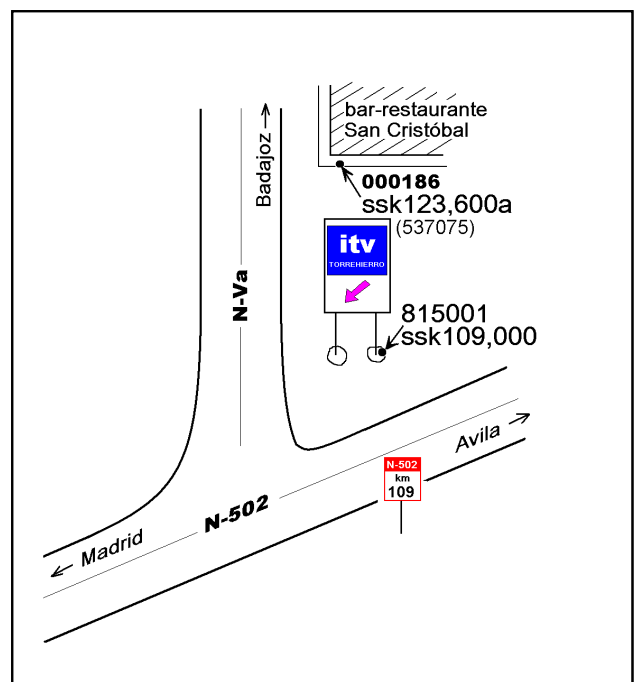 bar-restaurante
San Cristóbal
Badajoz
000186
ssk123,600a
(537075)
itv
TORREHIERRO
N-Va
815001
ssk109,000
Avila
N-502
km
109
N-502
Madrid